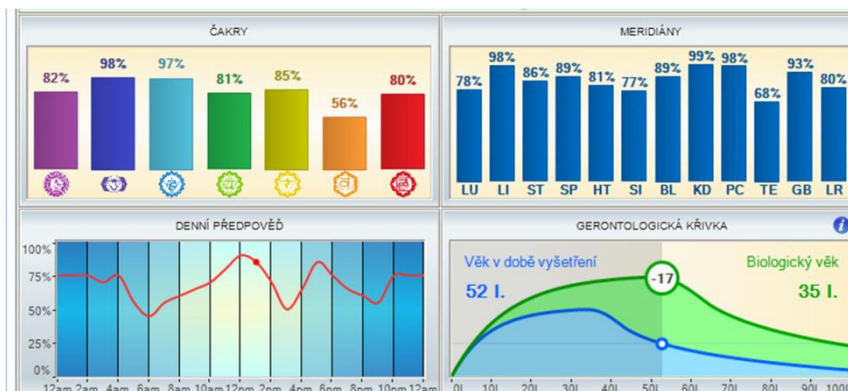 ČAKRY
82% 98% 97% 81% 85% 56% 80%
MERIDIÁNY
78% 98% 86% 89% 81% 77% 89% 99% 98% 68% 93% 80%
LU LI ST SP HT SI BL KD PC TE GB LR
DENNÍ PŘEDPOVĚĎ
100%
75%
50%
25%
0%
12am 2am 4am 6am 8am 10am 12pm 2pm 4pm 6pm 8pm 10pm 12am
GERONTOLOGICKÁ KŘIVKA
i
Věk v době vyšetření
52 l.
-17
Biologický věk
35 l.
0l 10l 20l 30l 40l 50l 60l 70l 80l 90l 100l